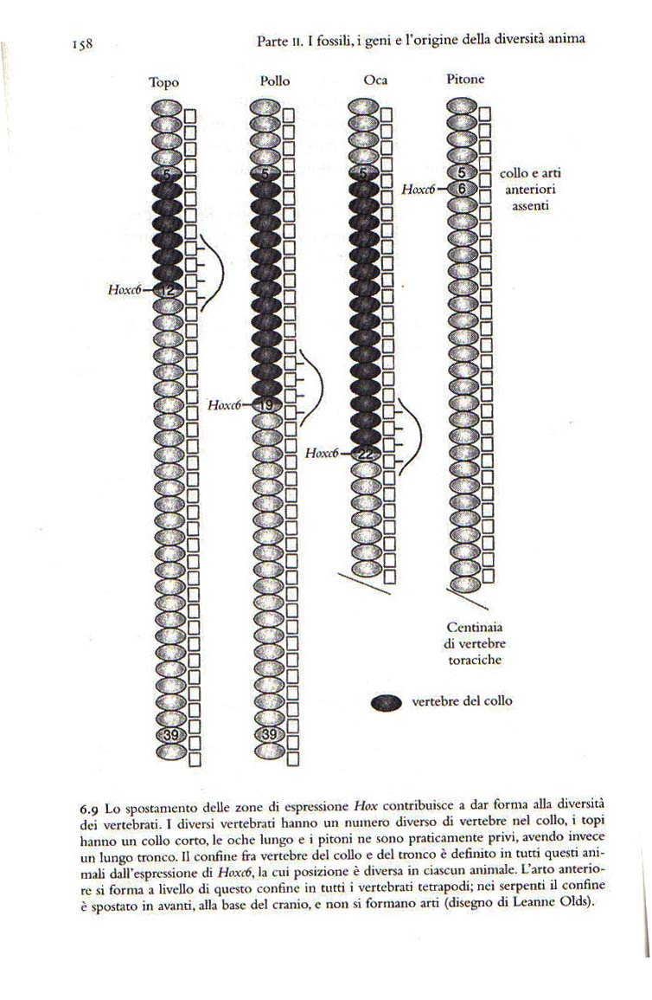 158
Parte II. I fossili, i geni e l'origine della diversità anima
Topo
Pollo
Oca
Pitone
5
5
5
5
collo e arti
anteriori
assenti
Hoxc6
6
Hoxc6
12
Hoxc6
19
Hoxc6
22
Centinaia
di vertebre
toraciche
vertebre del collo
39
39
6.9 Lo spostamento delle zone di espressione Hox contribuisce a dar forma alla diversità
dei vertebrati. I diversi vertebrati hanno un numero diverso di vertebre nel collo, i topi
hanno un collo corto, le oche lungo e i pitoni ne sono praticamente privi, avendo invece
un lungo tronco. Il confine fra vertebre del collo e del tronco è definito in tutti questi ani-
mali dall'espressione di Hoxc6, la cui posizione è diversa in ciascun animale. L'arto anterio-
re si forma a livello di questo confine in tutti i vertebrati tetrapodi; nei serpenti il confine
è spostato in avanti, alla base del cranio, e non si formano arti (disegno di Leanne Olds).